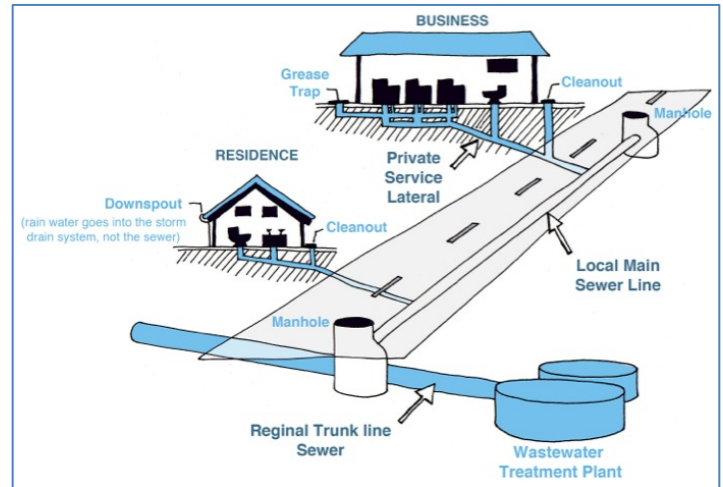 BUSINESS
Grease
Trap
Cleanout
Manhole
Private
Service
Lateral
RESIDENCE
Downspout
(rain water goes into the storm
drain system, not the sewer)
Cleanout
Local Main
Sewer Line
Manhole
Reginal Trunk line
Sewer
Wastewater
Treatment Plant